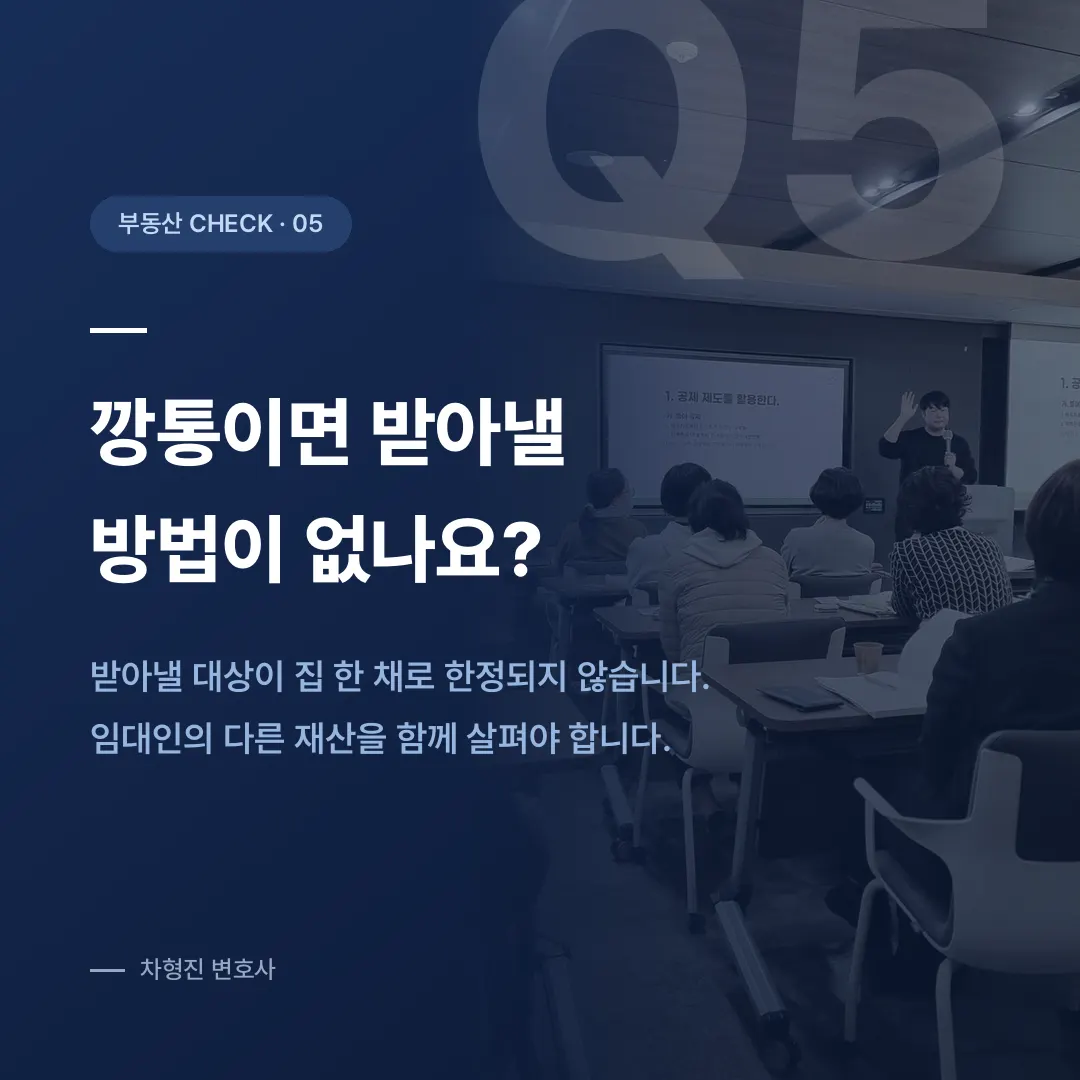 Q5
부동산 CHECK · 05
깡통이면 받아낼
방법이 없나요?
받아낼 대상이 집 한 채로 한정되지 않습니다.
임대인의 다른 재산을 함께 살펴야 합니다.
1. 공제 제도를 활용한다.
차형진 변호사